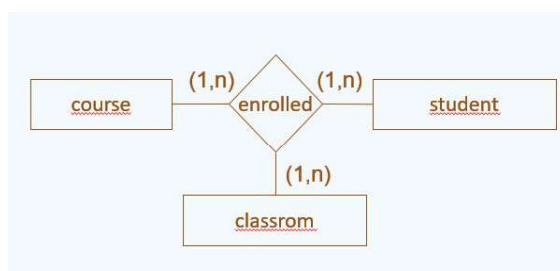 (1,n) (1,n)
course enrolled student
(1,n)
classrom